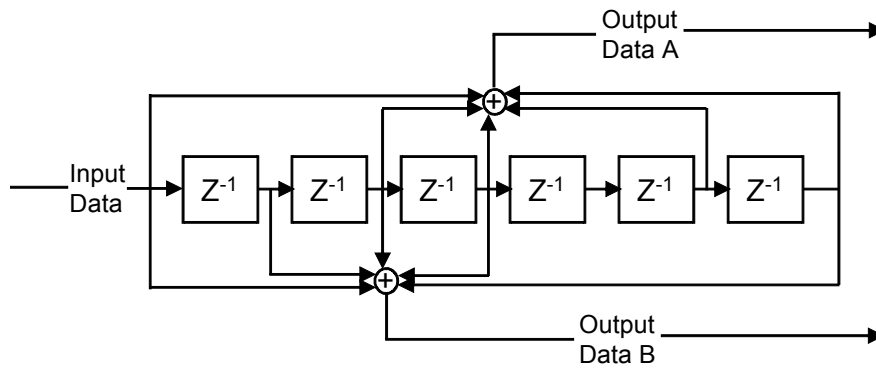 Output
Data A
+
Input
Data
Z⁻¹ Z⁻¹ Z⁻¹ Z⁻¹ Z⁻¹ Z⁻¹
+
Output
Data B